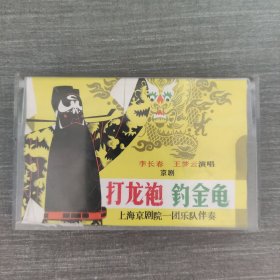 李长春 王梦云演唱
京剧
打龙袍 钓金龟
上海京剧院一团乐队伴奏